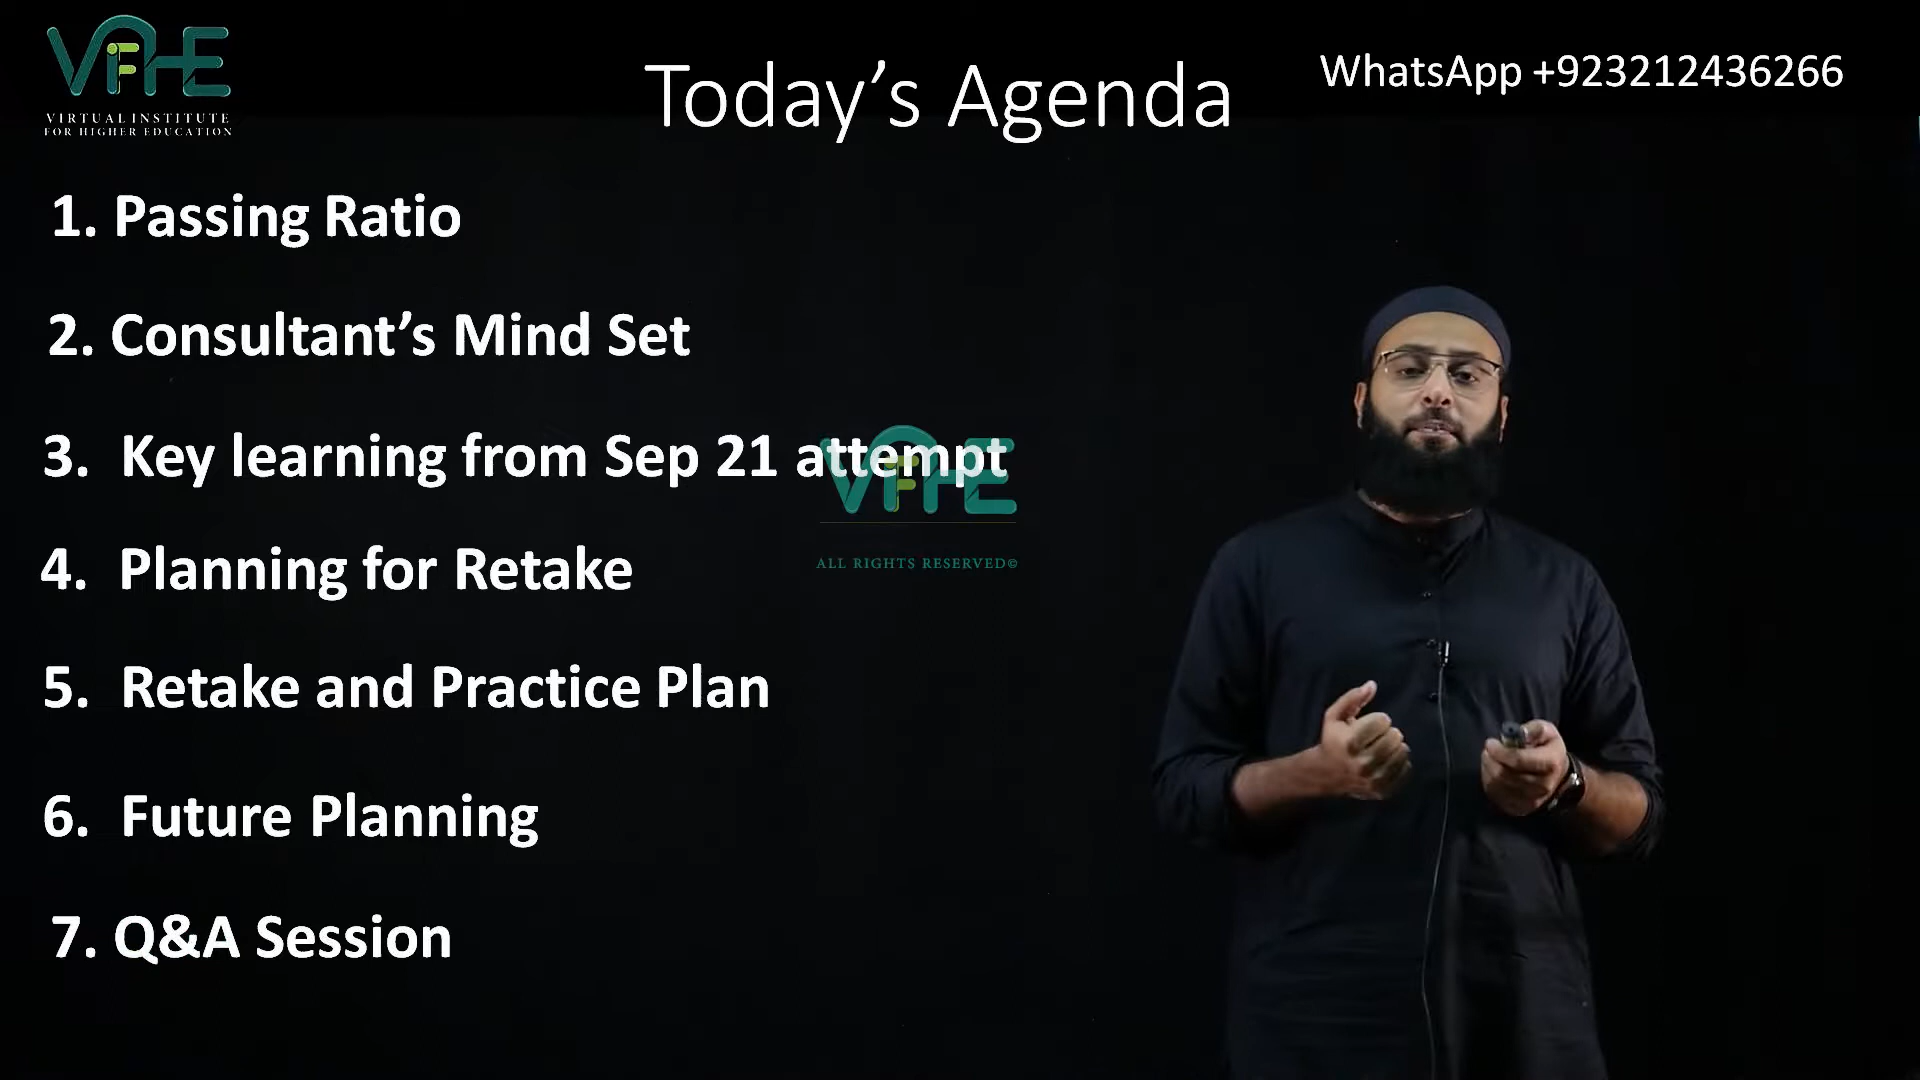 VIFHE
VIRTUAL INSTITUTE
FOR HIGHER EDUCATION
Today’s Agenda
WhatsApp +923212436266
1. Passing Ratio
2. Consultant’s Mind Set
3. Key learning from Sep 21 attempt
VIFHE
ALL RIGHTS RESERVED©
4. Planning for Retake
5. Retake and Practice Plan
6. Future Planning
7. Q&A Session